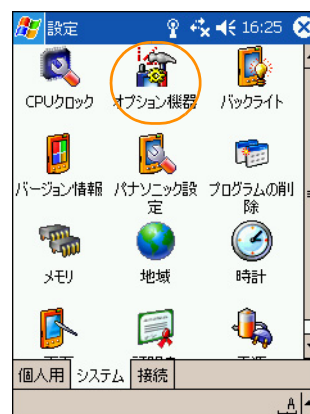 設定 16:25
CPUクロック オプション機器 バックライト
バージョン情報 パナソニック設定 プログラムの削除
メモリ 地域 時計
個人用 システム 接続
A